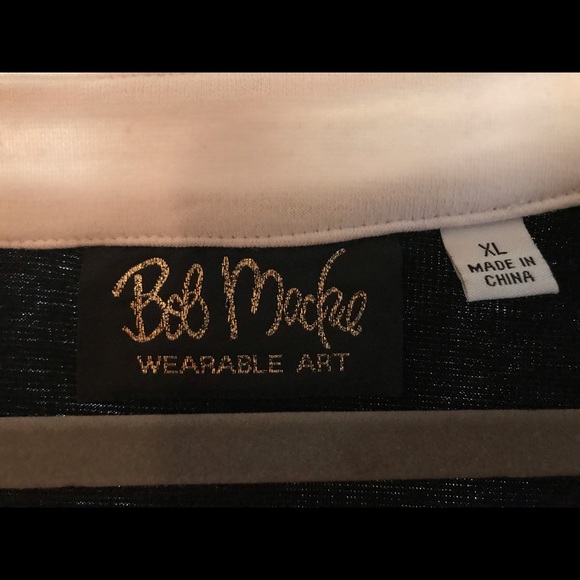 Bob Mackie
WEARABLE ART
XL
MADE IN
CHINA